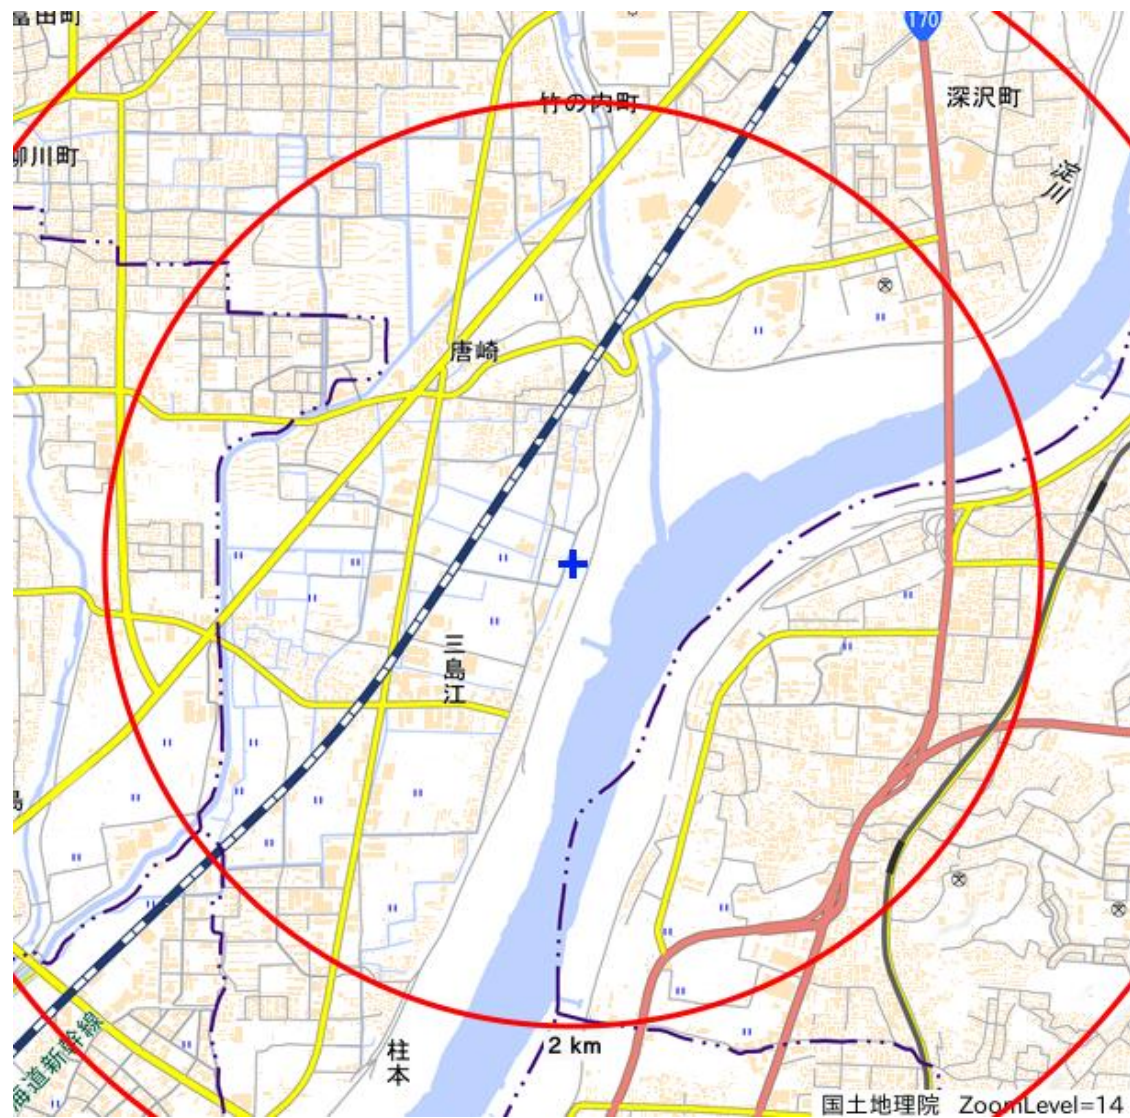 富田町
170
竹の内町
深沢町
柳川町
淀川
唐崎
三島江
島
2 km
柱本
海道新幹線
国土地理院 ZoomLevel=14